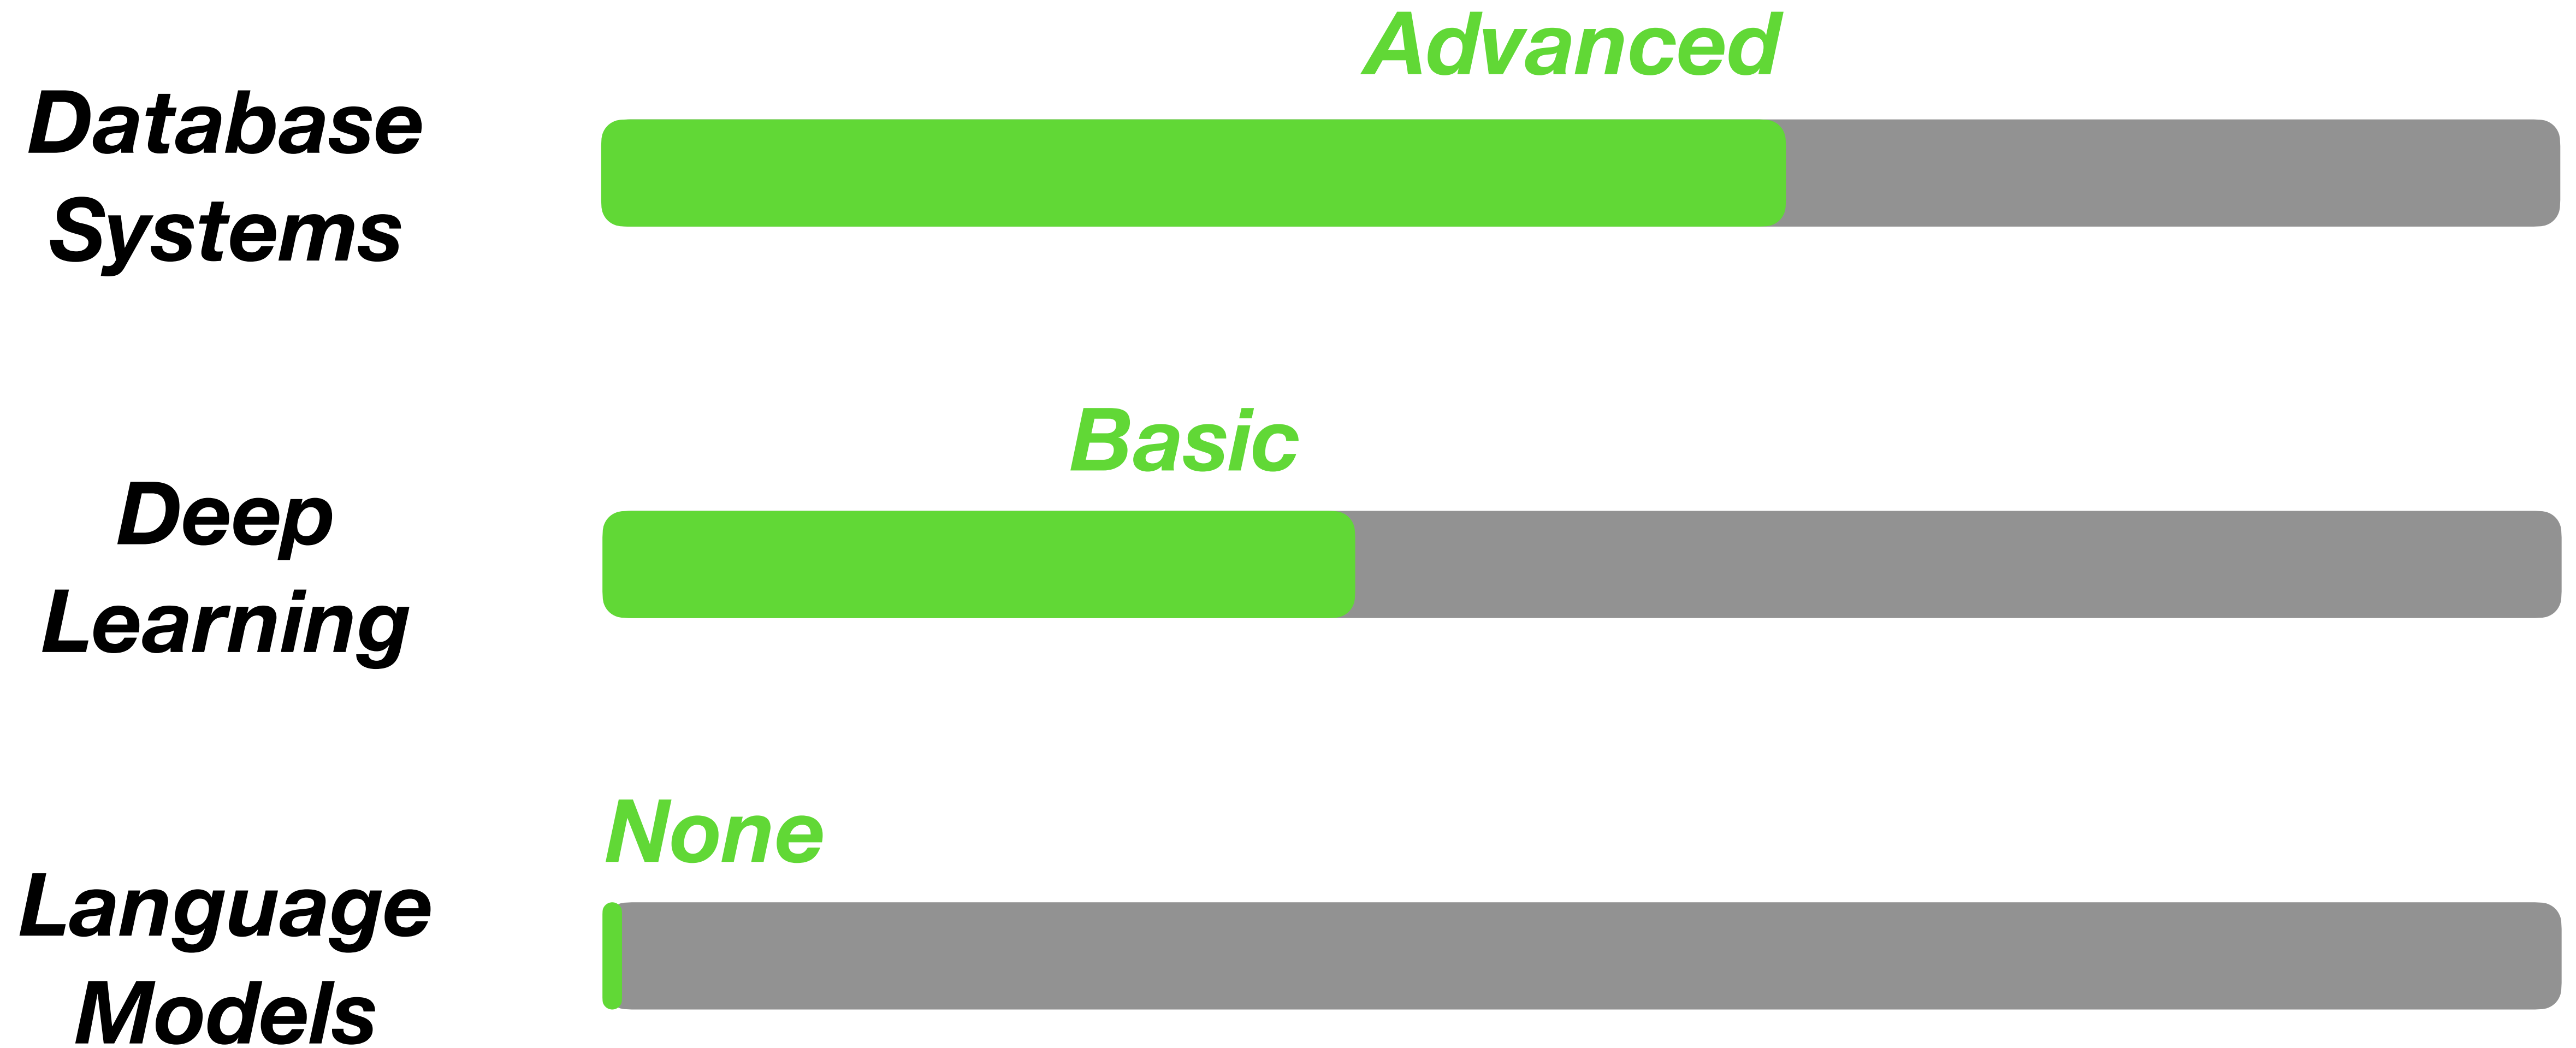 Advanced
Database
Systems
Basic
Deep
Learning
None
Language
Models